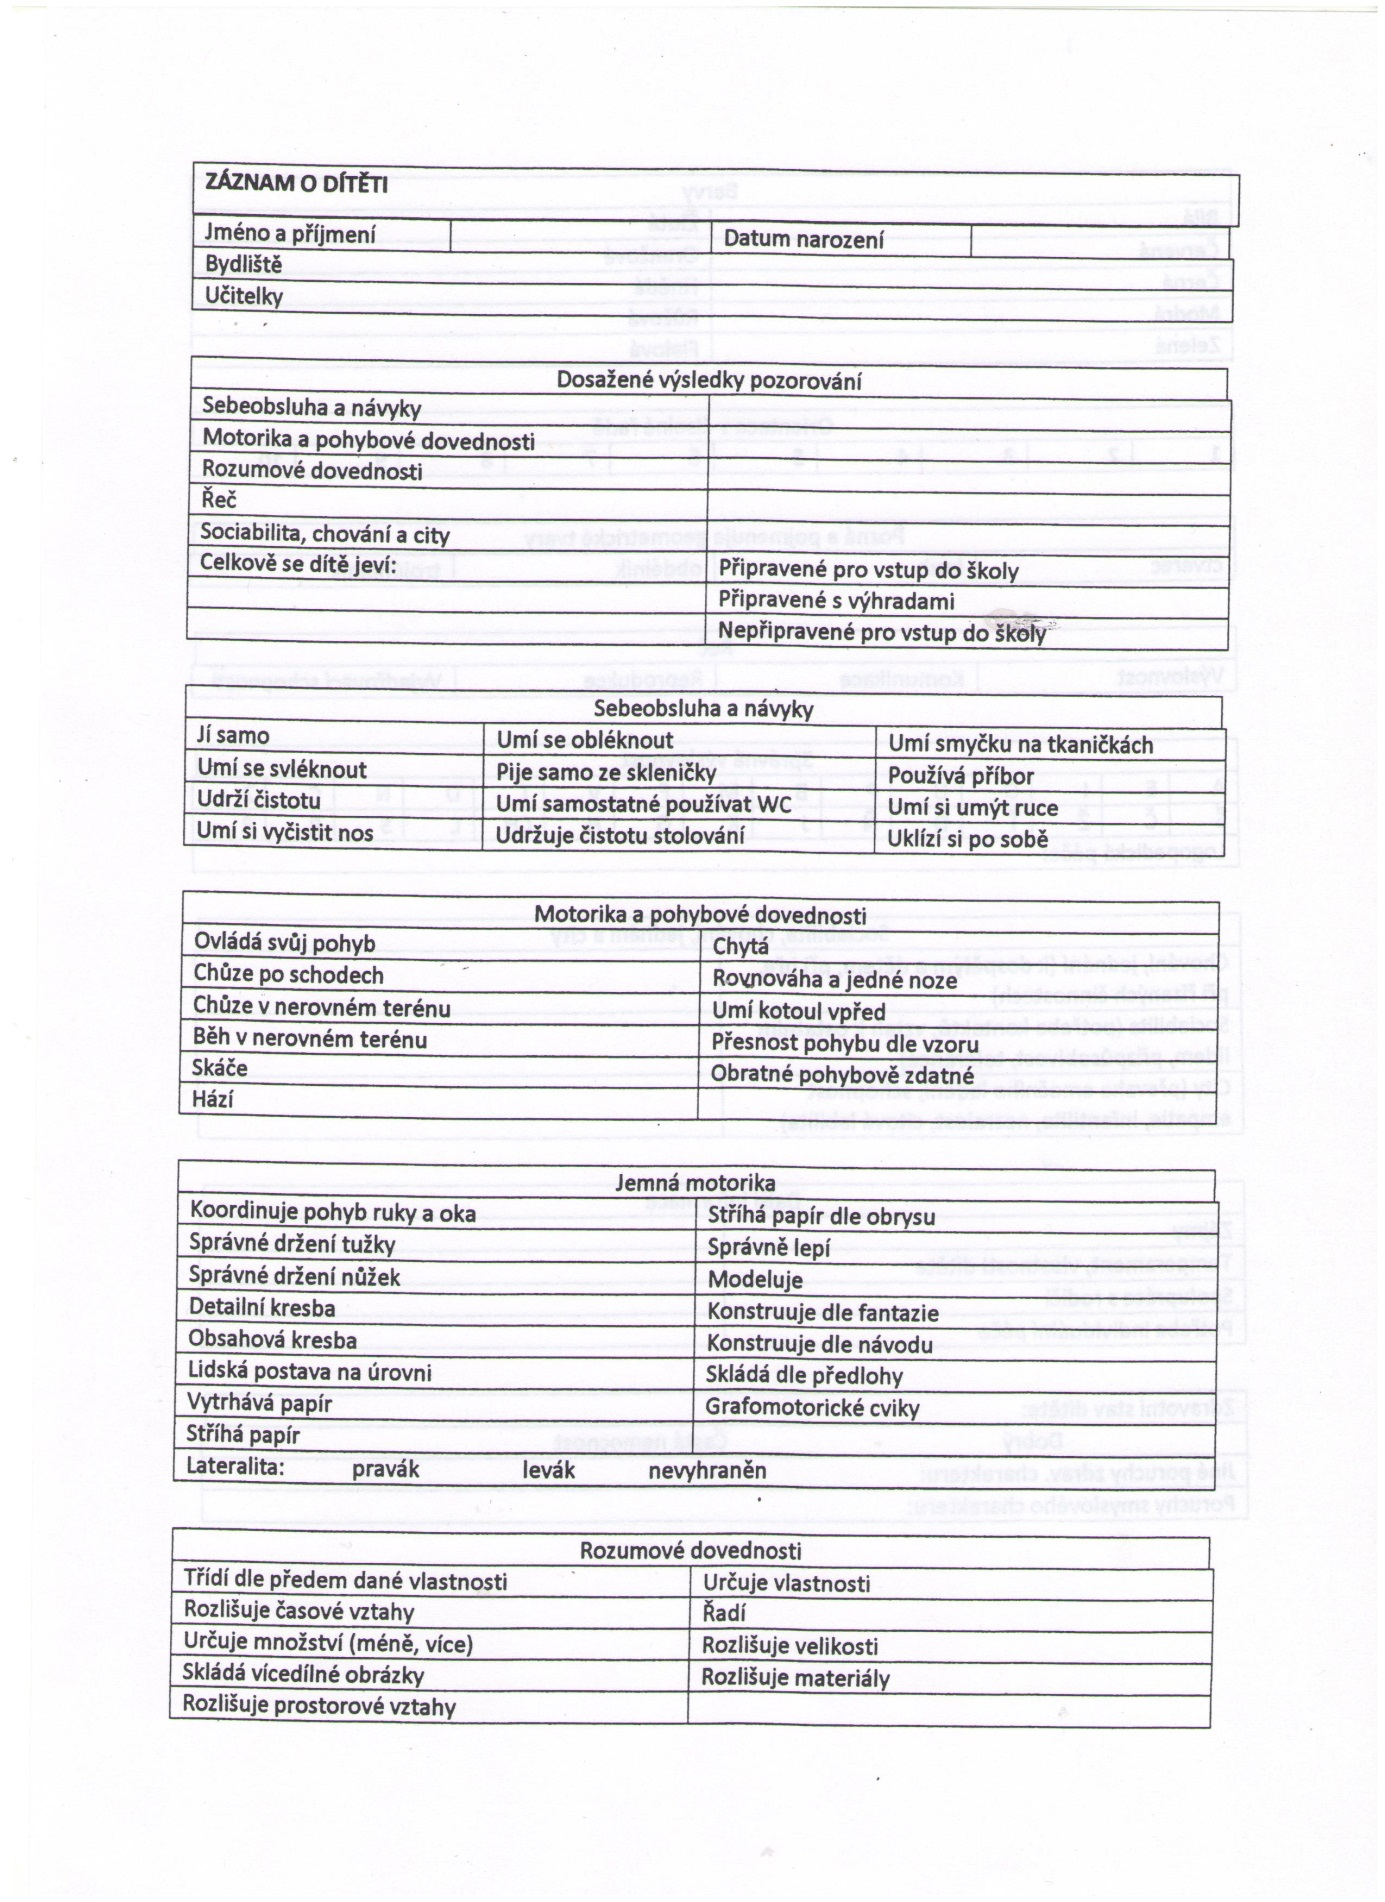 ZÁZNAM O DÍTĚTI
Jméno a příjmení Datum narození
Bydliště
Učitelky
Dosažené výsledky pozorování
Sebeobsluha a návyky
Motorika a pohybové dovednosti
Rozumové dovednosti
Řeč
Sociabilita, chování a city
Celkově se dítě jeví: Připravené pro vstup do školy
Připravené s výhradami
Nepřipravené pro vstup do školy
Sebeobsluha a návyky
Jí samo Umí se obléknout Umí smyčku na tkaničkách
Umí se svléknout Pije samo ze skleničky Používá příbor
Udrží čistotu Umí samostatné používat WC Umí si umýt ruce
Umí si vyčistit nos Udržuje čistotu stolování Uklízí si po sobě
Motorika a pohybové dovednosti
Ovládá svůj pohyb Chytá
Chůze po schodech Rovnováha a jedné noze
Chůze v nerovném terénu Umí kotoul vpřed
Běh v nerovném terénu Přesnost pohybu dle vzoru
Skáče Obratné pohybově zdatné
Hází
Jemná motorika
Koordinuje pohyb ruky a oka Stříhá papír dle obrysu
Správné držení tužky Správně lepí
Správné držení nůžek Modeluje
Detailní kresba Konstruuje dle fantazie
Obsahová kresba Konstruuje dle návodu
Lidská postava na úrovni Skládá dle předlohy
Vytrhává papír Grafomotorické cviky
Stříhá papír
Lateralita: pravák levák nevyhraněn
Rozumové dovednosti
Třídí dle předem dané vlastnosti Určuje vlastnosti
Rozlišuje časové vztahy Řadí
Určuje množství (méně, více) Rozlišuje velikosti
Skládá vícedílné obrázky Rozlišuje materiály
Rozlišuje prostorové vztahy